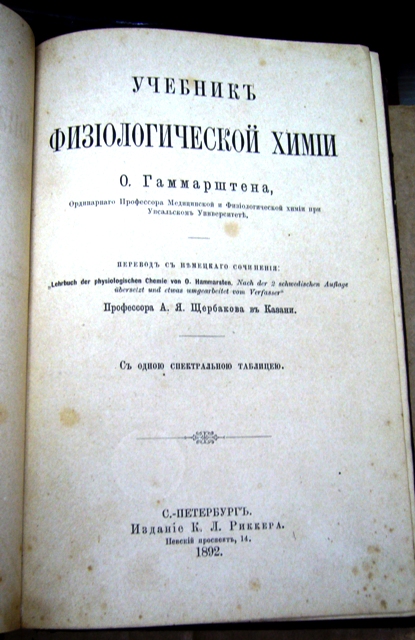 УЧЕБНИКЪ
ФИЗІОЛОГИЧЕСКОЙ ХИМІИ
О. Гаммарштена,
Ординарнаго Профессора Медицинской и Физіологической химіи при
Упсальскомъ Университетѣ,
ПЕРЕВОДЪ СЪ НѢМЕЦКАГО СОЧИНЕНІЯ:
„Lehrbuch der physiologischen Chemie von O. Hammarsten. Nach der 2 schwedischen Auflage
übersetzt und etwas umgearbeitet vom Verfasser“
Профессора А. Я. Щербакова въ Казани.
Съ одною спектральною таблицею.
С.-ПЕТЕРБУРГЪ.
Изданіе К. Л. Риккера.
Невскій проспектъ, 14.
1892.